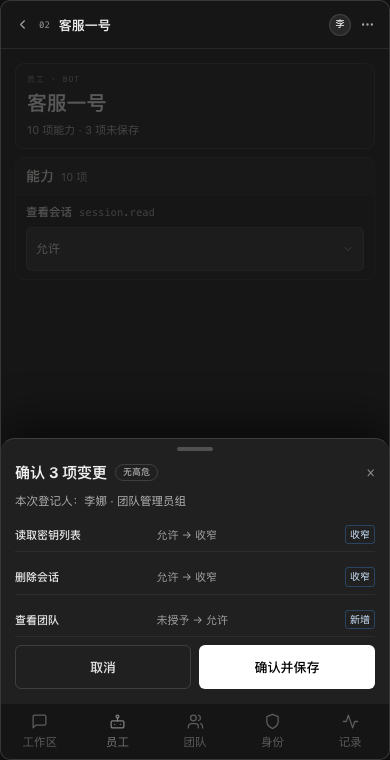 02 客服一号 李 ···
员工 · BOT
客服一号
10 项能力 · 3 项未保存
能力 10 项
查看会话 session.read
允许
确认 3 项变更 无高危 ×
本次登记人：李娜 · 团队管理员组
读取密钥列表 允许 → 收窄 收窄
删除会话 允许 → 收窄 收窄
查看团队 未授予 → 允许 新增
取消 确认并保存
工作区 员工 团队 身份 记录